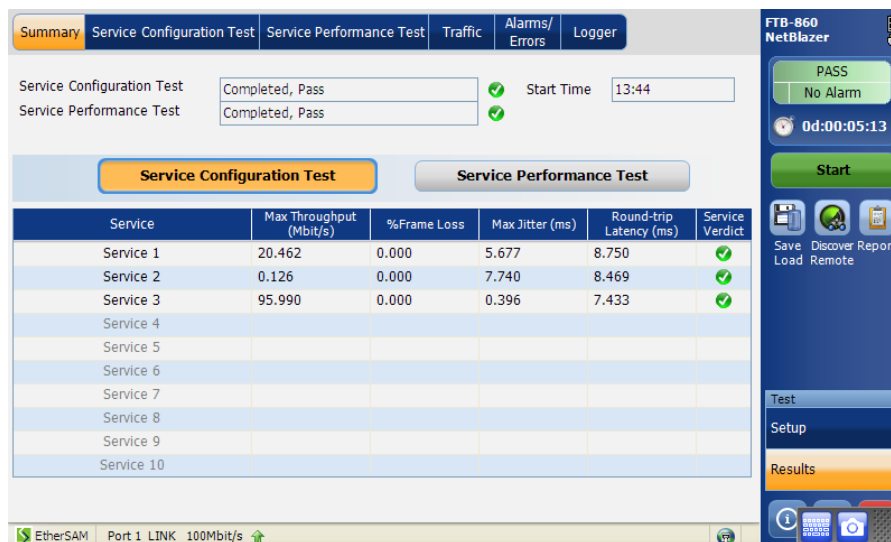 Summary Service Configuration Test Service Performance Test Traffic Alarms/ Errors Logger
FTB-860
NetBlazer
Service Configuration Test Completed, Pass Start Time 13:44
Service Performance Test Completed, Pass
PASS
No Alarm
0d:00:05:13
Start
Service Configuration Test Service Performance Test
Service Max Throughput (Mbit/s) %Frame Loss Max Jitter (ms) Round-trip Latency (ms) Service Verdict
Service 1 20.462 0.000 5.677 8.750
Service 2 0.126 0.000 7.740 8.469
Service 3 95.990 0.000 0.396 7.433
Service 4
Service 5
Service 6
Service 7
Service 8
Service 9
Service 10
Save Discover Repor
Load Remote
Test
Setup
Results
EtherSAM Port 1 LINK 100Mbit/s